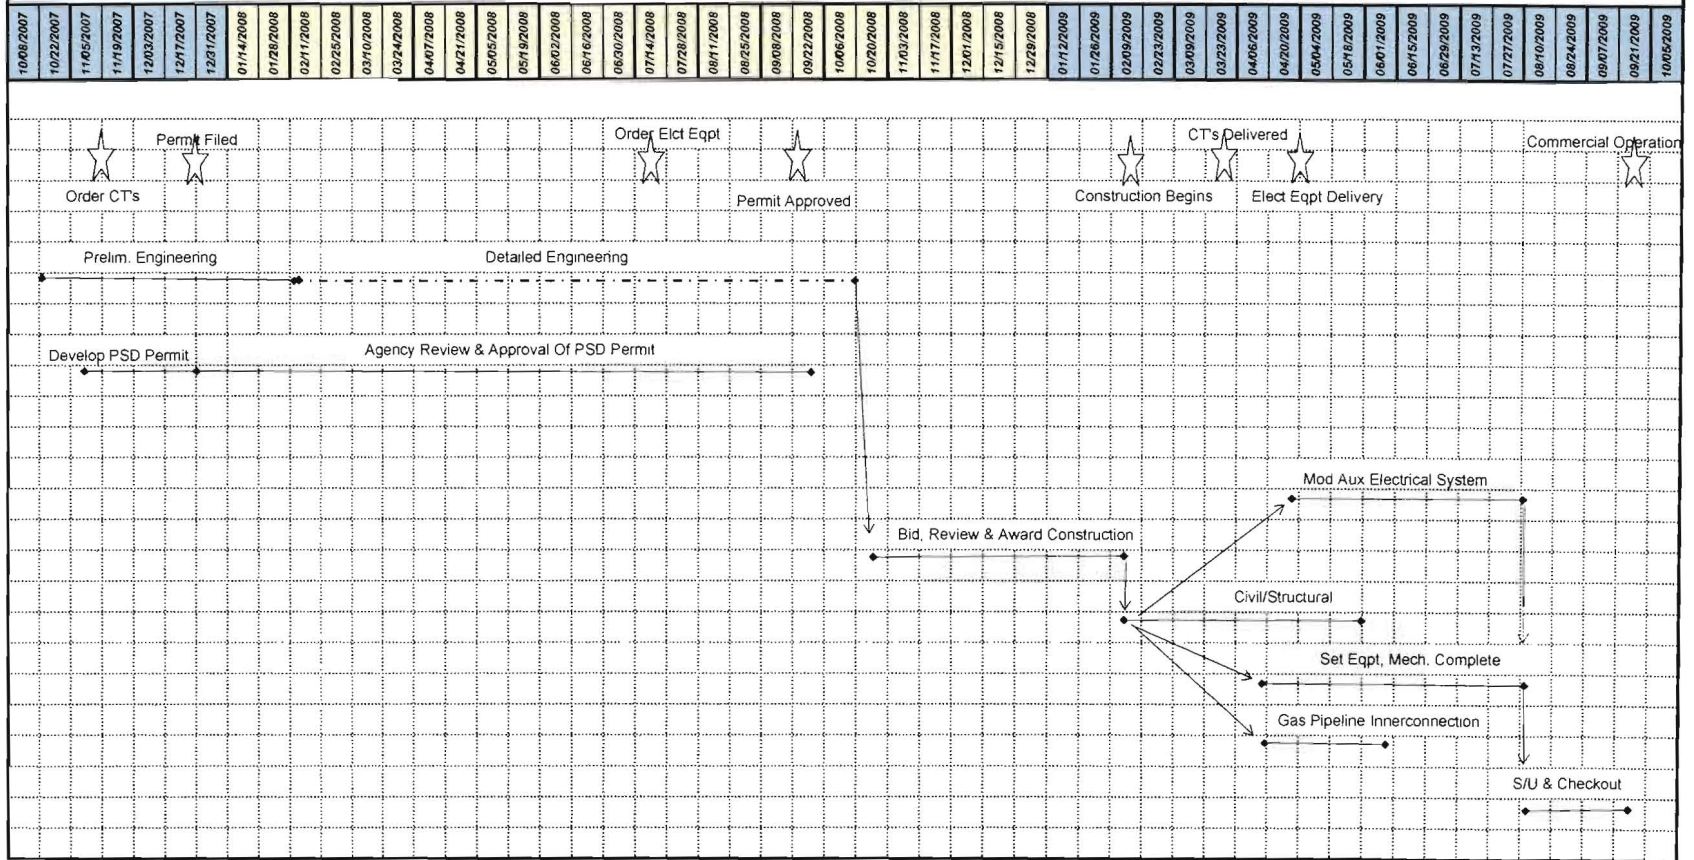 10/08/2007 10/22/2007 11/05/2007 11/19/2007 12/03/2007 12/17/2007 12/31/2007 01/14/2008 01/28/2008 02/11/2008 02/25/2008 03/10/2008 03/24/2008 04/07/2008 04/21/2008 05/05/2008 05/19/2008 06/02/2008 06/16/2008 06/30/2008 07/14/2008 07/28/2008 08/11/2008 08/25/2008 09/08/2008 09/22/2008 10/06/2008 10/20/2008 11/03/2008 11/17/2008 12/01/2008 12/15/2008 12/29/2008 01/12/2009 01/26/2009 02/09/2009 02/23/2009 03/09/2009 03/23/2009 04/06/2009 04/20/2009 05/04/2009 05/18/2009 06/01/2009 06/15/2009 06/29/2009 07/13/2009 07/27/2009 08/10/2009 08/24/2009 09/07/2009 09/21/2009 10/05/2009
Permit Filed
Order Elct Eqpt
CT's Delivered
Commercial Operation
Order CT's
Permit Approved
Construction Begins
Elect Eqpt Delivery
Prelim. Engineering
Detailed Engineering
Develop PSD Permit
Agency Review & Approval Of PSD Permit
Mod Aux Electrical System
Bid, Review & Award Construction
Civil/Structural
Set Eqpt, Mech. Complete
Gas Pipeline Innerconnection
S/U & Checkout